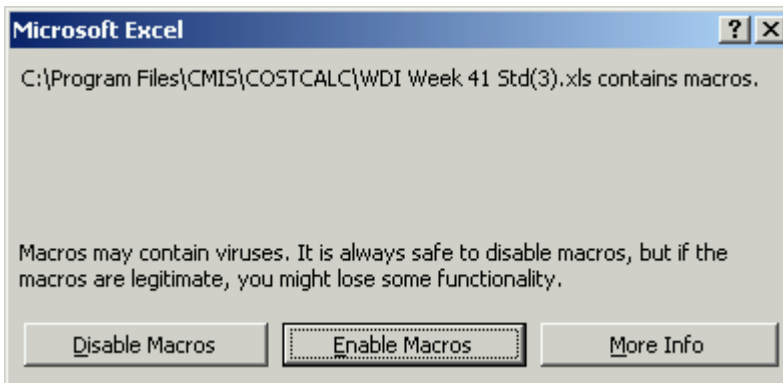 Microsoft Excel
C:\Program Files\CMIS\COSTCALC\WDI Week 41 Std(3).xls contains macros.
Macros may contain viruses. It is always safe to disable macros, but if the
macros are legitimate, you might lose some functionality.
Disable Macros Enable Macros More Info